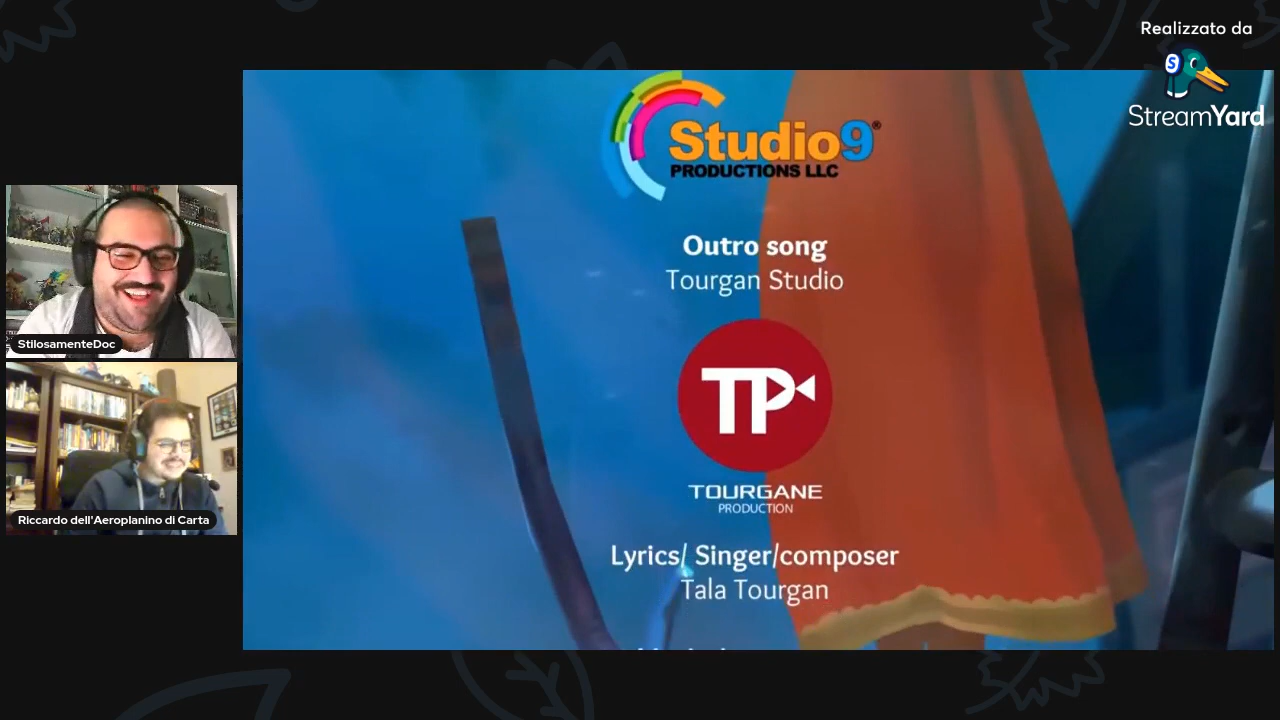 Realizzato da
StreamYard
Studio9®
PRODUCTIONS LLC
Outro song
Tourgan Studio
TP
TOURGANE
PRODUCTION
Lyrics/ Singer/composer
Tala Tourgan
StilosamenteDoc
Riccardo dell'Aeroplanino di Carta